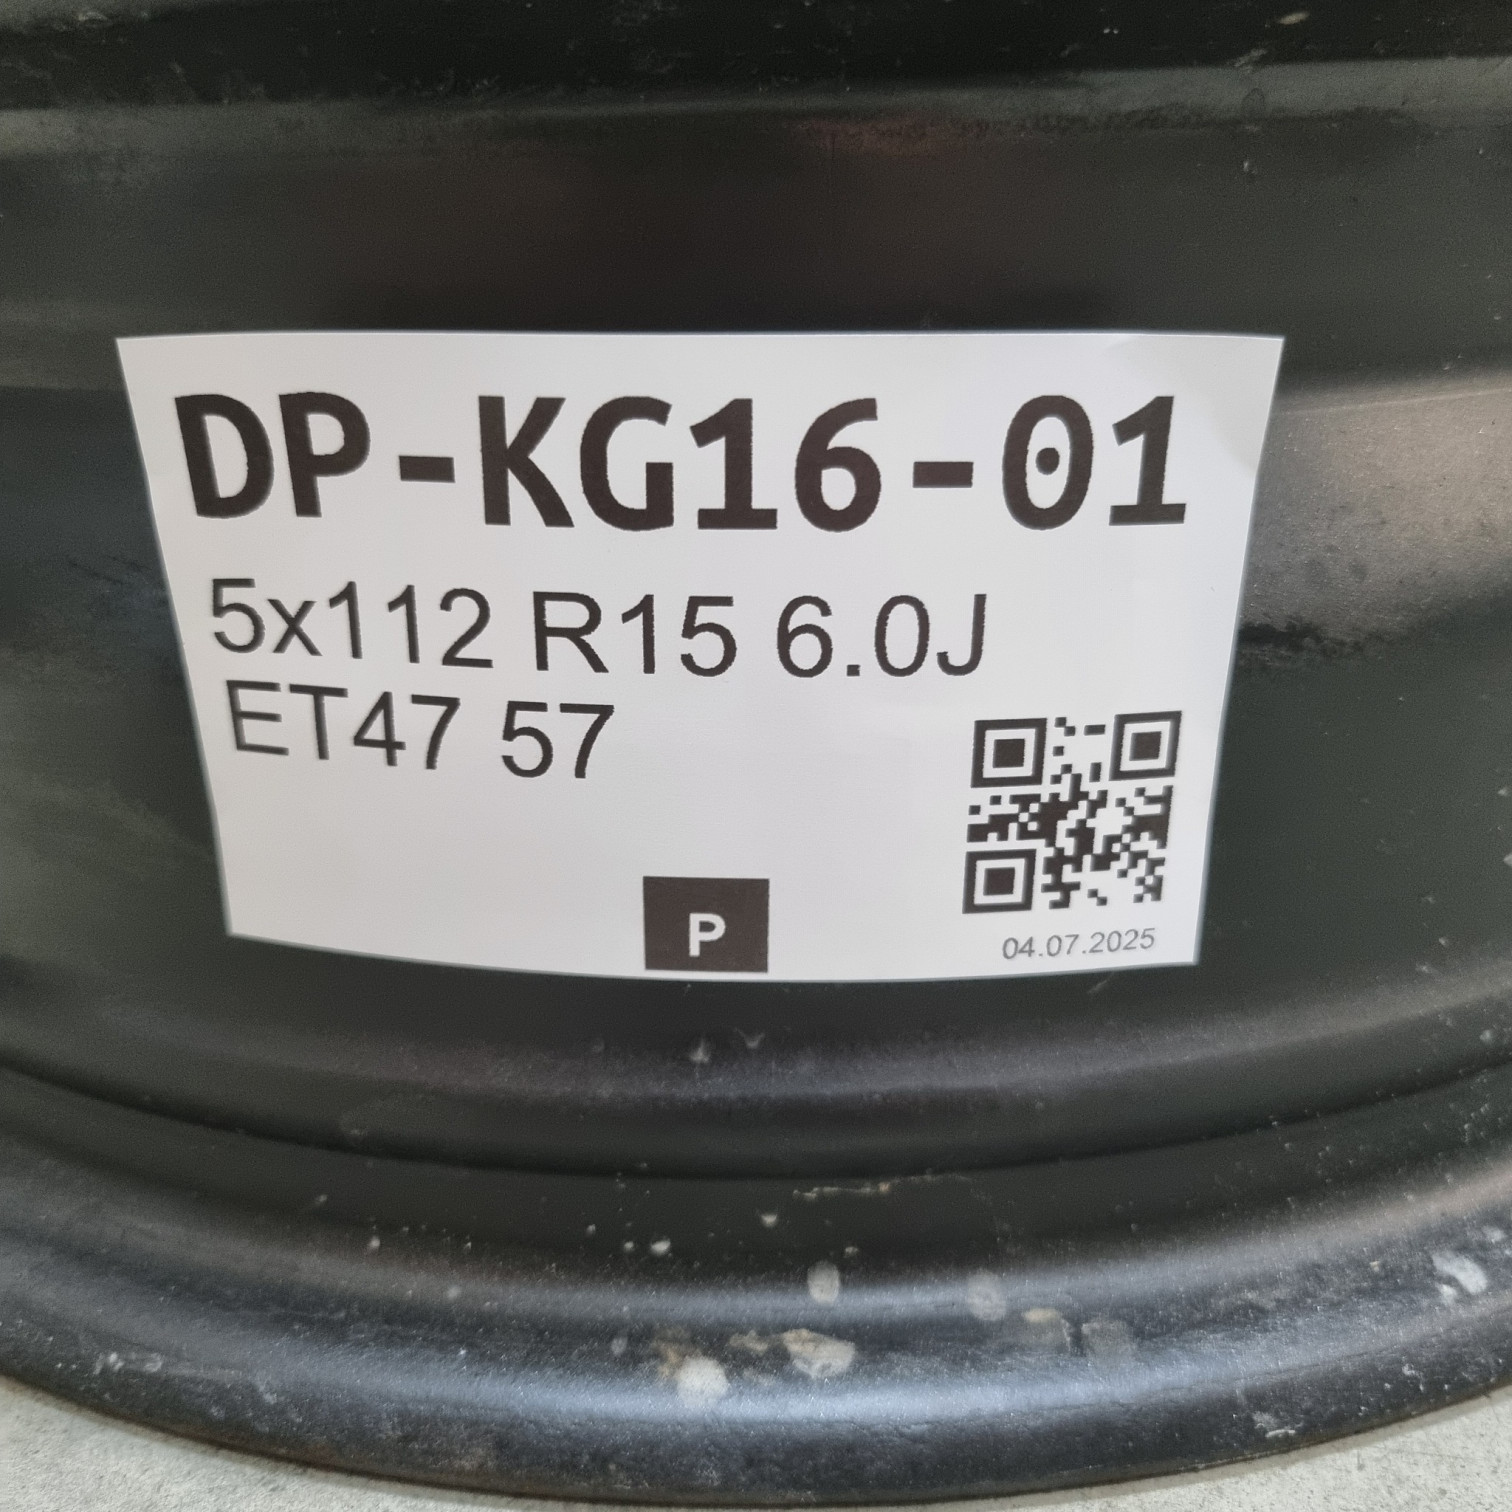 DP-KG16-01
5x112 R15 6.0J
ET47 57
P
04.07.2025